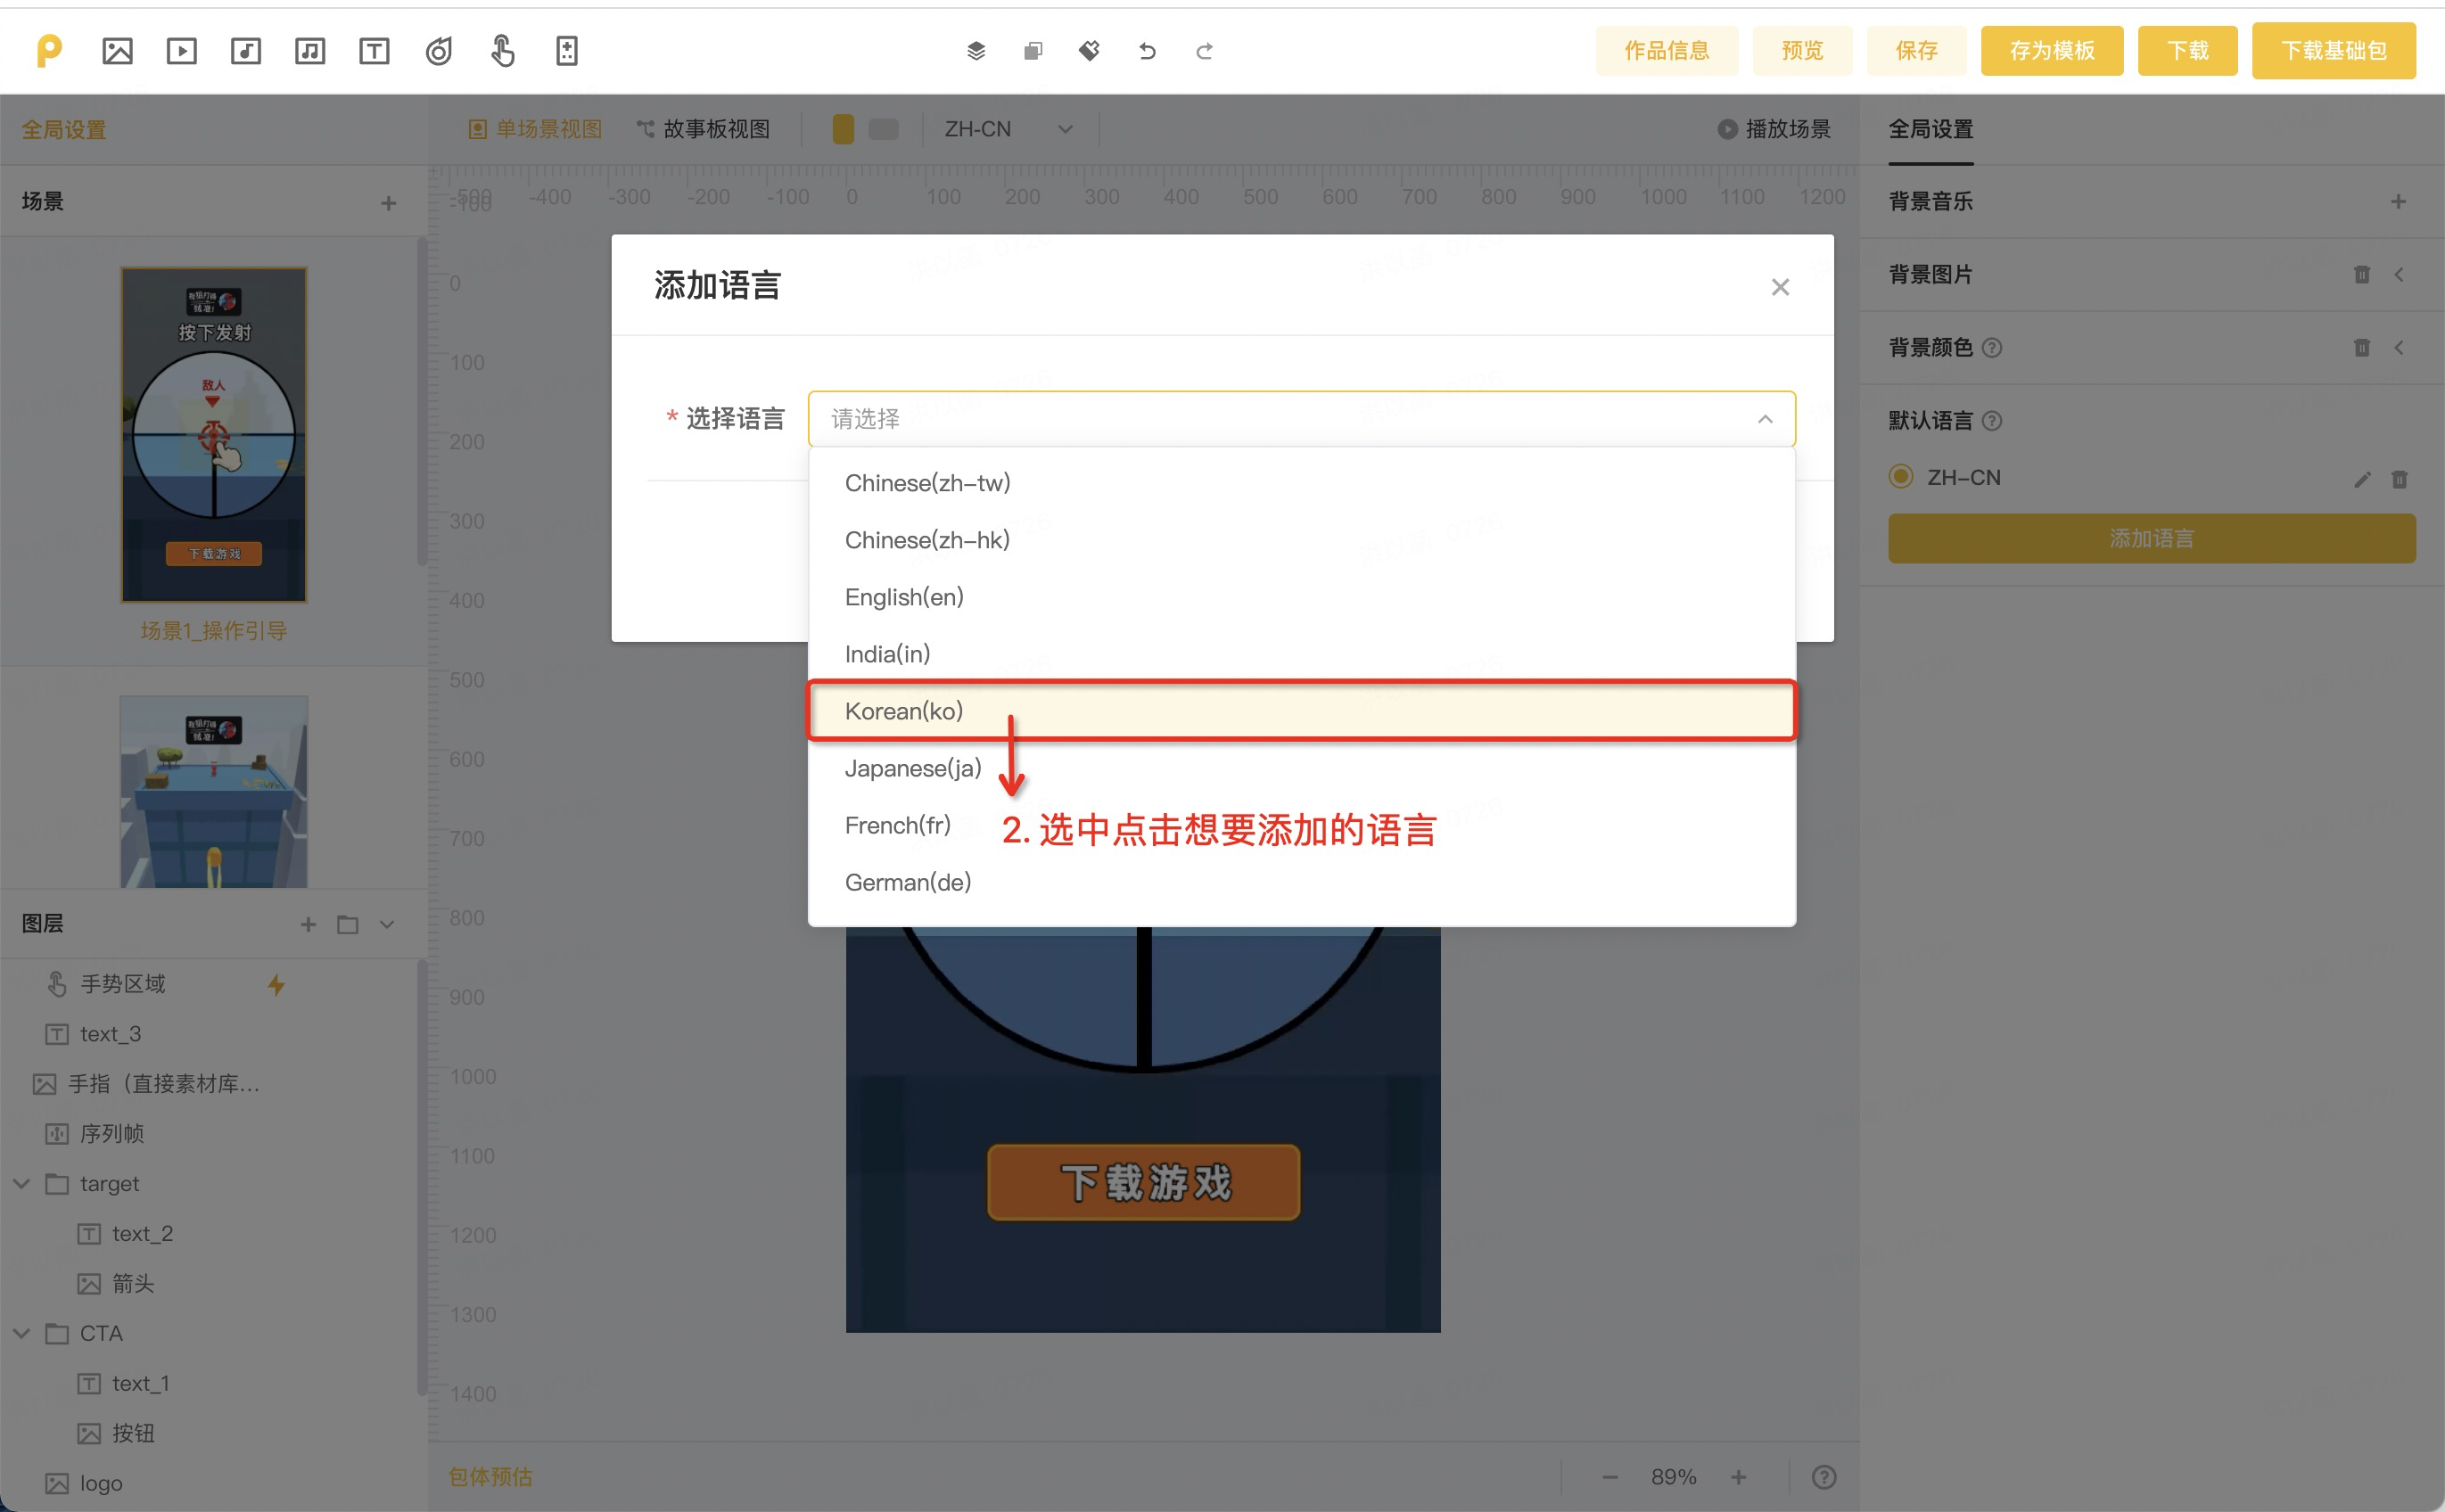 作品信息
预览
保存
存为模板
下载
下载基础包
全局设置
单场景视图
故事板视图
ZH-CN
播放场景
全局设置
场景
-500 -400 -300 -200 -100 0 100 200 300 400 500 600 700 800 900 1000 1100 1200
-100
0
100
200
300
400
500
600
700
800
900
1000
1100
1200
1300
1400
按下发射
敌人
下载游戏
场景1_操作引导
添加语言
* 选择语言
请选择
Chinese(zh-tw)
Chinese(zh-hk)
English(en)
India(in)
Korean(ko)
Japanese(ja)
French(fr)
German(de)
2. 选中点击想要添加的语言
背景音乐
背景图片
背景颜色
默认语言
ZH-CN
添加语言
图层
手势区域
text_3
手指（直接素材库...
序列帧
target
text_2
箭头
CTA
text_1
按钮
logo
下载游戏
包体预估
89%